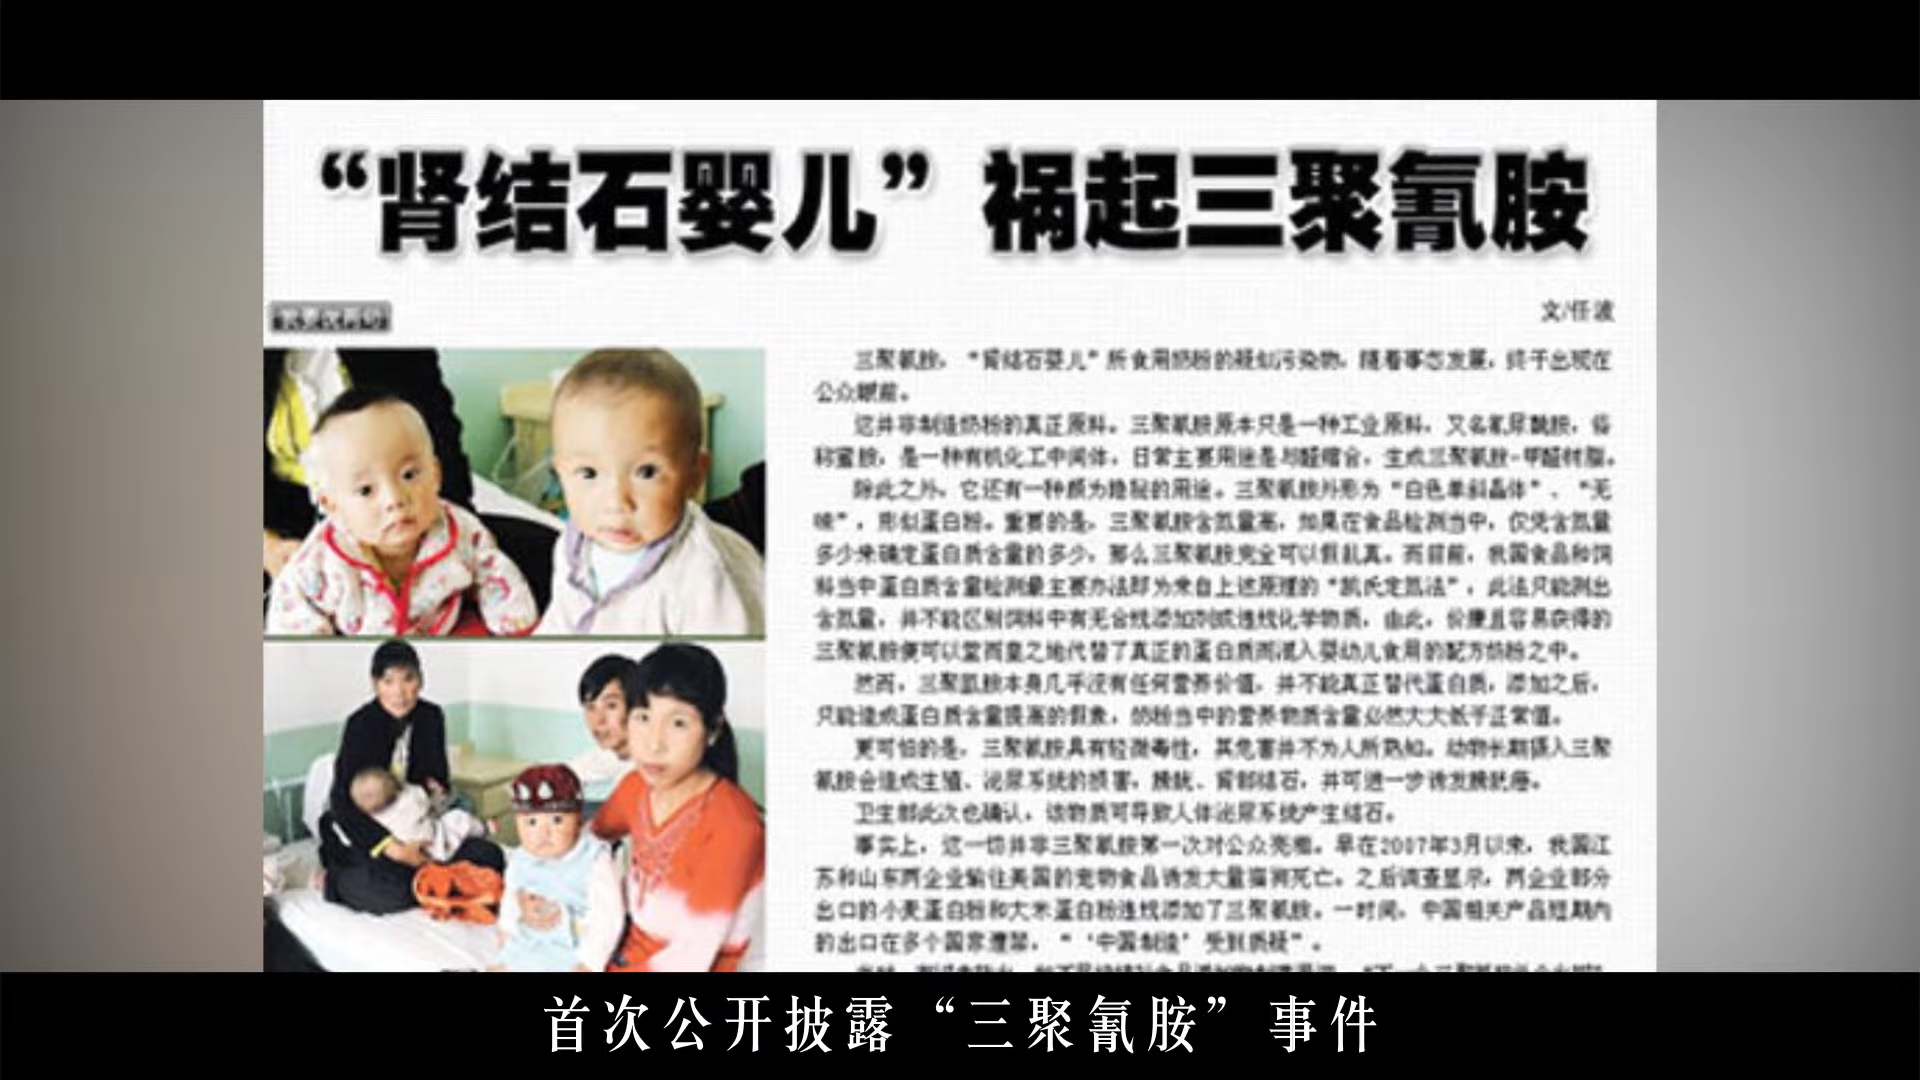 “肾结石婴儿”祸起三聚氰胺
文/任波
三聚氰胺，“肾结石婴儿”所食用奶粉的疑似污染物，随着事态发展，终于出现在
公众眼前。
这并非制造奶粉的真正原料。三聚氰胺原本只是一种工业原料，又名氰尿酰胺，俗
称蜜胺，是一种有机化工中间体，日常主要用途是与醛缩合，生成三聚氰胺-甲醛树脂。
除此之外，它还有一种颇为隐秘的用途。三聚氰胺外形为“白色单斜晶体”、“无
味”，形似蛋白粉。重要的是，三聚氰胺含氮量高，如果在食品检测当中，仅凭含氮量
多少来确定蛋白质含量的多少，那么三聚氰胺完全可以假乱真。而目前，我国食品和饲
料当中蛋白质含量检测最主要办法即为来自上述原理的“凯氏定氮法”，此法只能测出
含氮量，并不能区别饲料中有无合线添加剂或违线化学物质，由此，价廉且容易获得的
三聚氰胺便可以堂而皇之地代替了真正的蛋白质而混入婴幼儿食用的配方奶粉之中。
然而，三聚氰胺本身几乎没有任何营养价值，并不能真正替代蛋白质，添加之后，
只能造成蛋白质含量提高的假象，奶粉当中的营养物质含量必然大大低于正常值。
更可怕的是，三聚氰胺具有轻微毒性，其危害并不为人所熟知。动物长期摄入三聚
氰胺会造成生殖、泌尿系统的损害，膀胱、肾部结石，并可进一步诱发膀胱癌。
卫生部此次也确认，该物质可导致人体泌尿系统产生结石。
事实上，这一切并非三聚氰胺第一次对公众亮相。早在2007年3月以来，我国江
苏和山东两企业输往美国的宠物食品诱发大量猫狗死亡。之后调查显示，两企业部分
出口的小麦蛋白粉和大米蛋白粉违线添加了三聚氰胺。一时间，中国相关产品短期内
的出口在多个国家遭禁，“‘中国制造’受到质疑”。
首次公开披露“三聚氰胺”事件